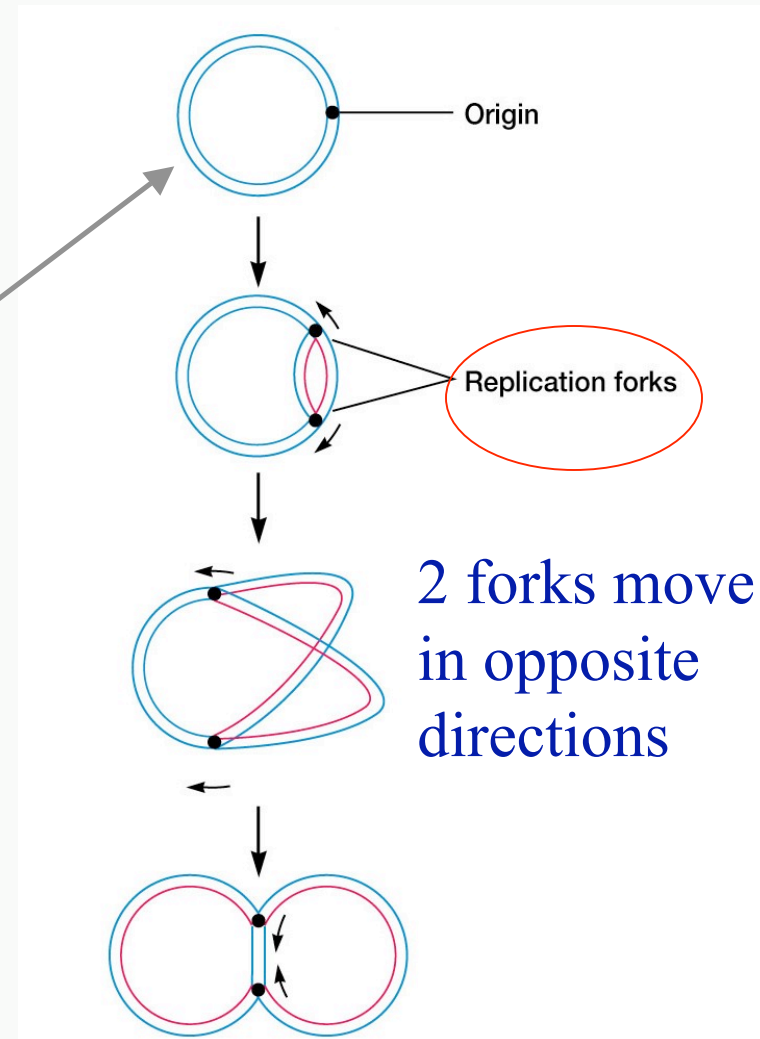 Origin
Replication forks
2 forks move
in opposite
directions